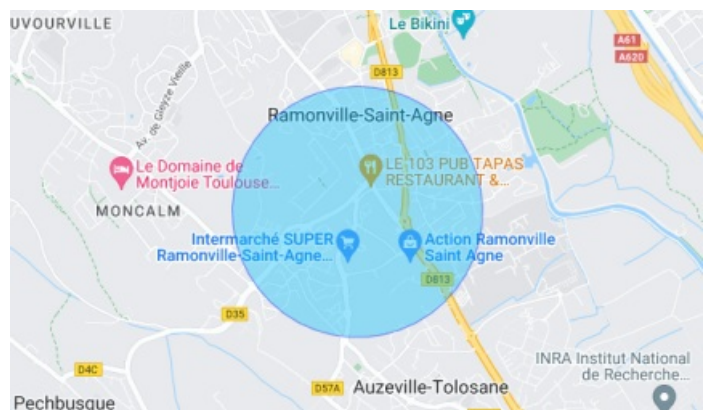 UVOURVILLE
Le Bikini
A61
A620
D813
Av. de Gleyze Vieille
Ramonville-Saint-Agne
Le Domaine de
Montjoie Toulouse...
LE 103 PUB TAPAS
RESTAURANT &...
MONCALM
Intermarché SUPER
Ramonville-Saint-Agne...
Action Ramonville
Saint Agne
D813
D35
D4C
INRA Institut National
de Recherche...
D57A
Auzeville-Tolosane
Pechbusque